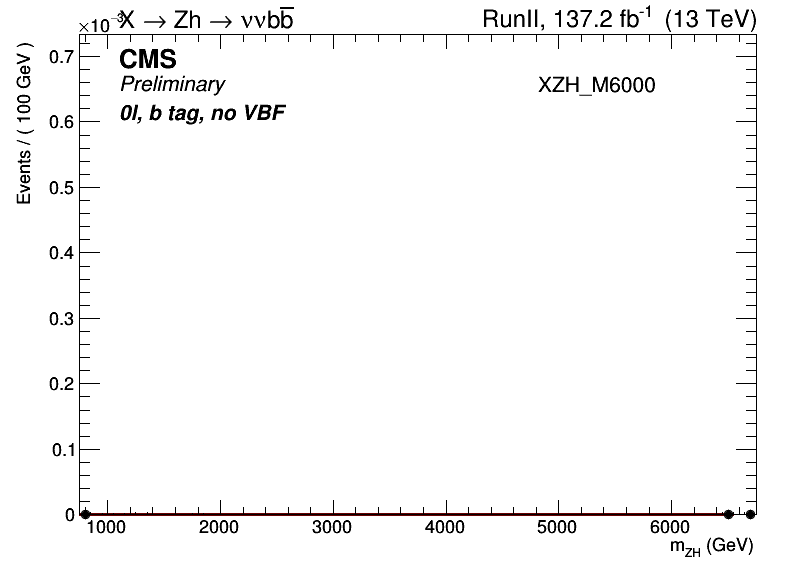 ×10⁻³ X → Zh → ννbb̅ RunII, 137.2 fb⁻¹ (13 TeV)
CMS
Preliminary
0l, b tag, no VBF
XZH_M6000
Events / ( 100 GeV )
0.7
0.6
0.5
0.4
0.3
0.2
0.1
0
1000 2000 3000 4000 5000 6000
m_ZH (GeV)